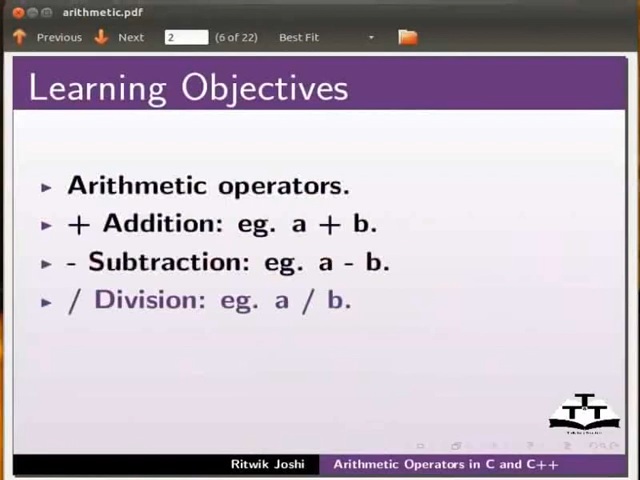 arithmetic.pdf
Previous Next 2 (6 of 22) Best Fit
Learning Objectives
Arithmetic operators.
+ Addition: eg. a + b.
- Subtraction: eg. a - b.
/ Division: eg. a / b.
TTT
Ritwik Joshi Arithmetic Operators in C and C++